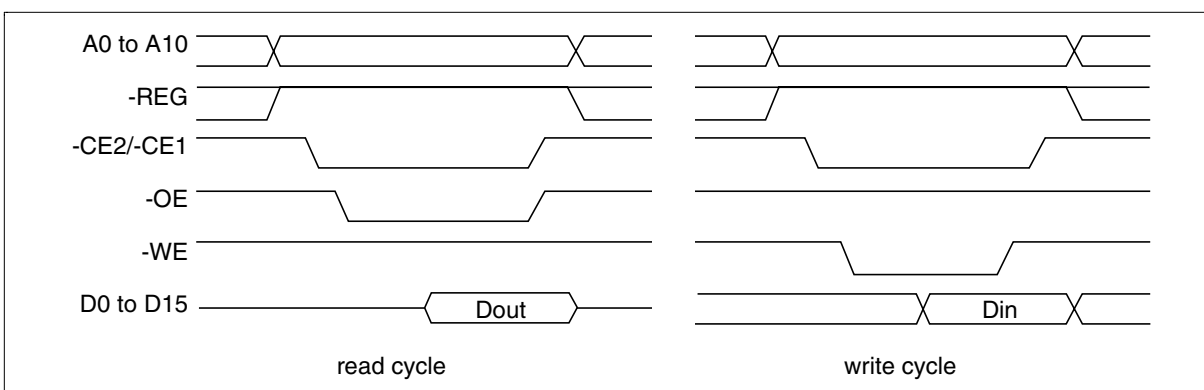 A0 to A10
-REG
-CE2/-CE1
-OE
-WE
D0 to D15
Dout
Din
read cycle
write cycle